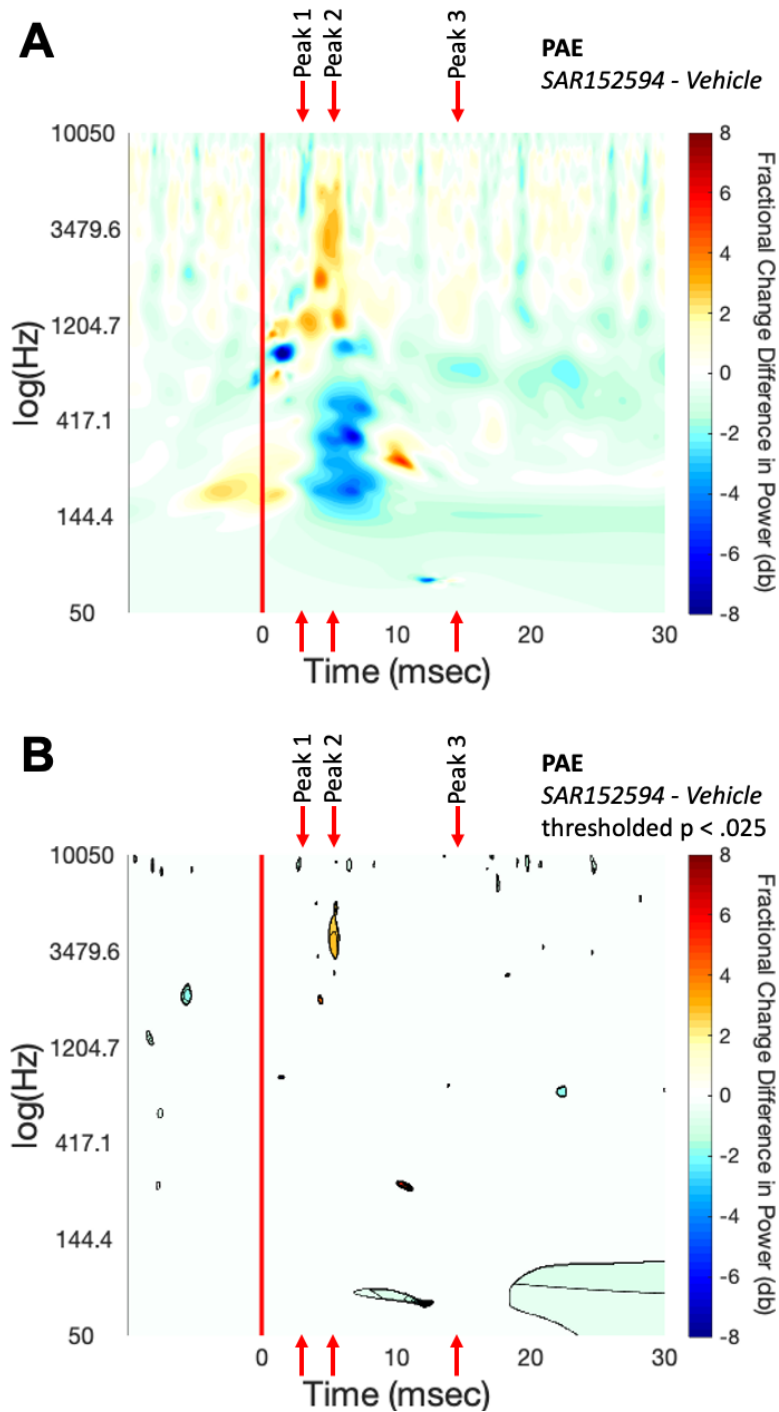 A
Peak 1
Peak 2
Peak 3
PAE
SAR152594 - Vehicle
10050
3479.6
1204.7
417.1
144.4
50
log(Hz)
0
10
20
30
Time (msec)
8
6
4
2
0
-2
-4
-6
-8
Fractional Change Difference in Power (db)
B
Peak 1
Peak 2
Peak 3
PAE
SAR152594 - Vehicle
thresholded p < .025
10050
3479.6
1204.7
417.1
144.4
50
log(Hz)
0
10
20
30
Time (msec)
8
6
4
2
0
-2
-4
-6
-8
Fractional Change Difference in Power (db)